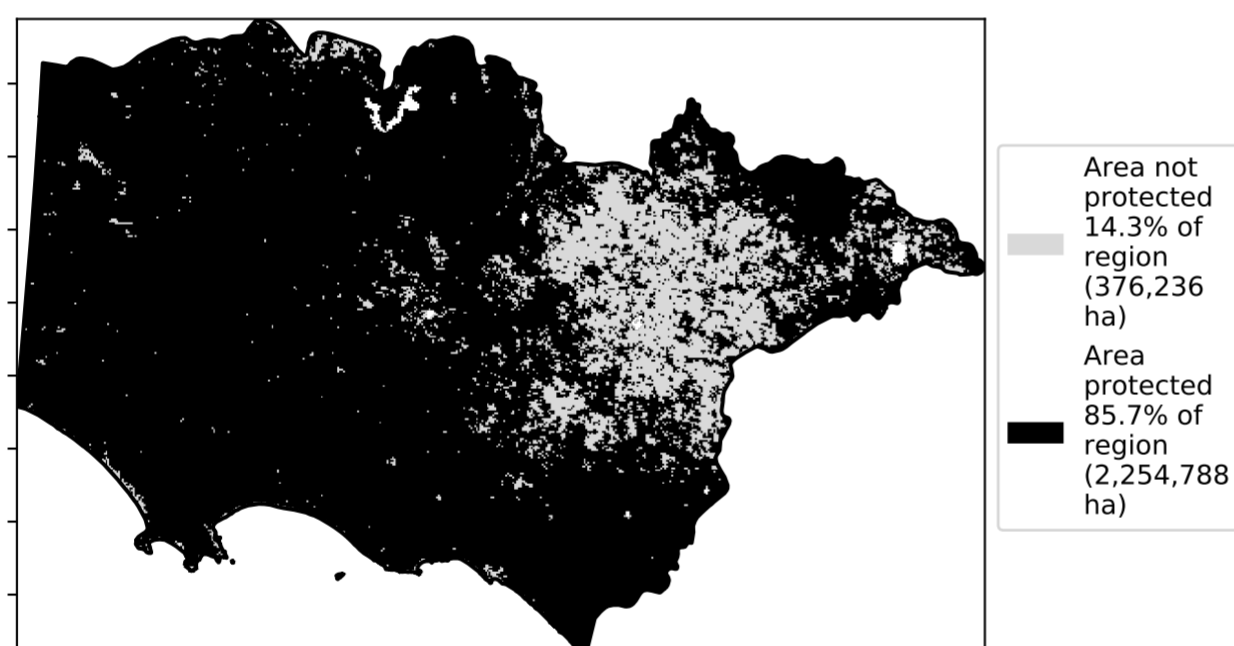 Area not
protected
14.3% of
region
(376,236
ha)
Area
protected
85.7% of
region
(2,254,788
ha)